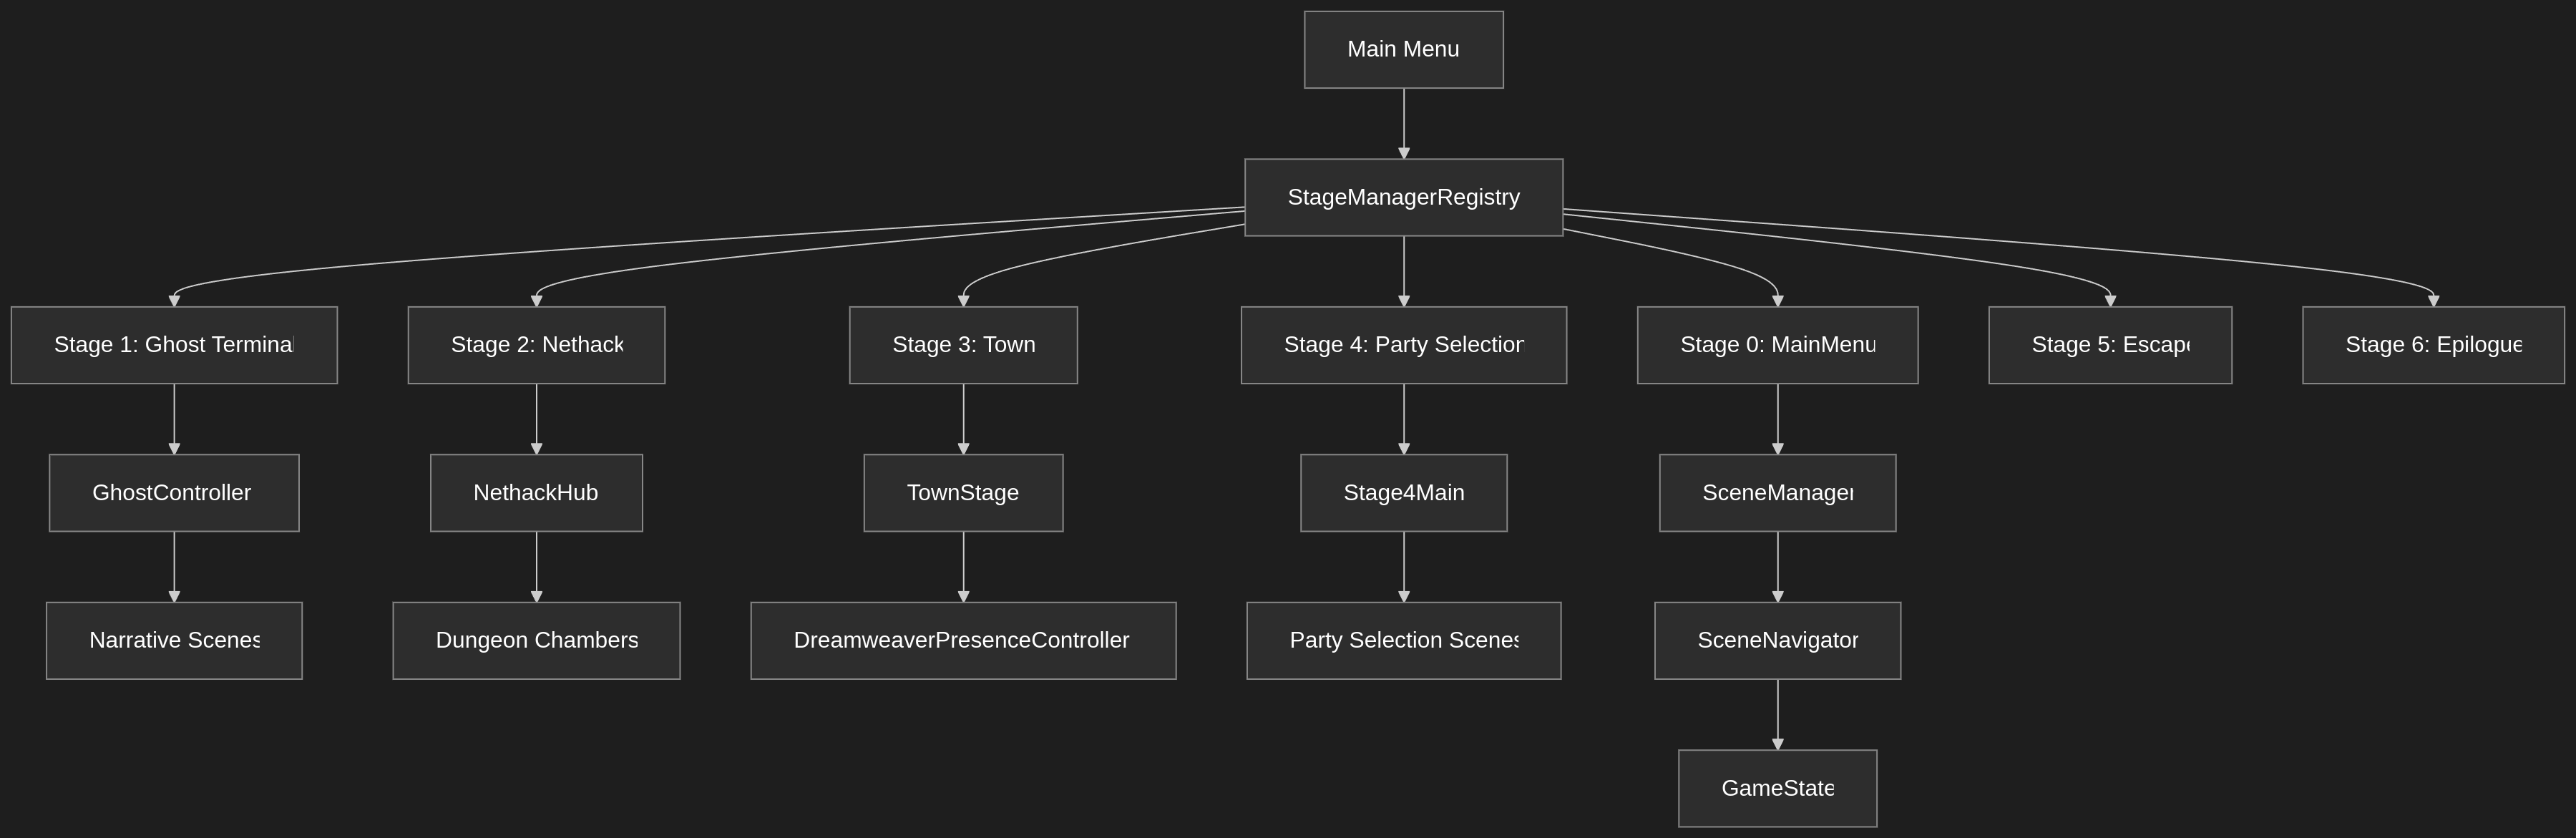 Main Menu
StageManagerRegistry
Stage 1: Ghost Terminal
Stage 2: Nethack
Stage 3: Town
Stage 4: Party Selection
Stage 0: MainMenu
Stage 5: Escape
Stage 6: Epilogue
GhostController
NethackHub
TownStage
Stage4Main
SceneManager
Narrative Scenes
Dungeon Chambers
DreamweaverPresenceController
Party Selection Scenes
SceneNavigator
GameState